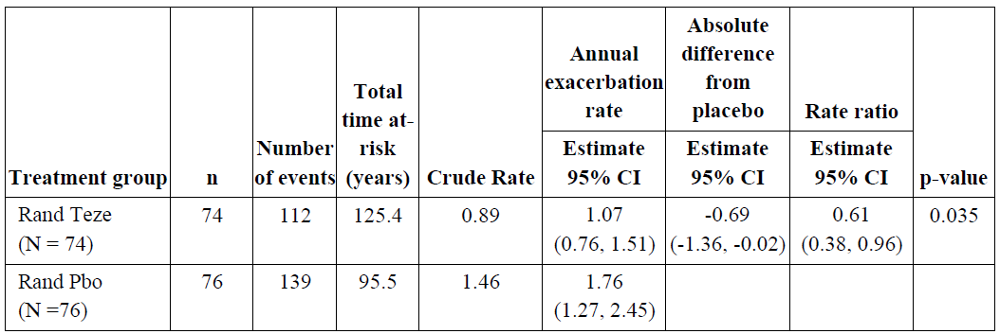 Treatment group
n
Number
of events
Total
time at-
risk
(years)
Crude Rate
Annual
exacerbation
rate
Estimate
95% CI
Absolute
difference
from
placebo
Estimate
95% CI
Rate ratio
Estimate
95% CI
p-value
Rand Teze
(N = 74)
74
112
125.4
0.89
1.07
(0.76, 1.51)
-0.69
(-1.36, -0.02)
0.61
(0.38, 0.96)
0.035
Rand Pbo
(N =76)
76
139
95.5
1.46
1.76
(1.27, 2.45)